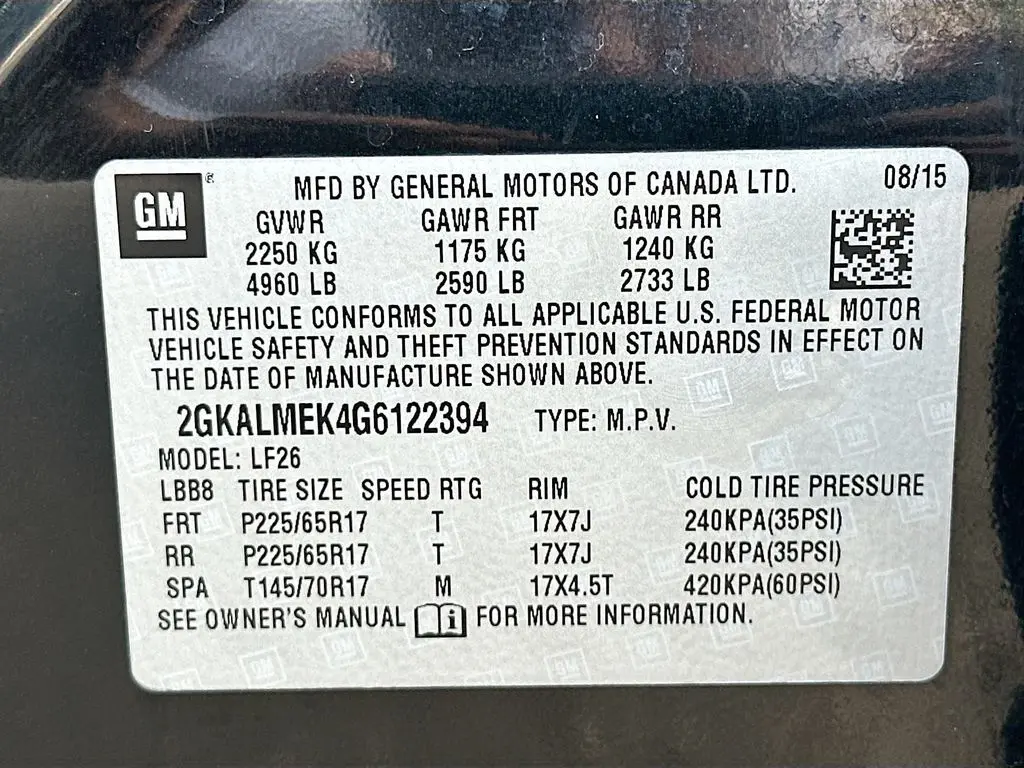 GM
MFD BY GENERAL MOTORS OF CANADA LTD. 08/15
GVWR GAWR FRT GAWR RR
2250 KG 1175 KG 1240 KG
4960 LB 2590 LB 2733 LB
THIS VEHICLE CONFORMS TO ALL APPLICABLE U.S. FEDERAL MOTOR
VEHICLE SAFETY AND THEFT PREVENTION STANDARDS IN EFFECT ON
THE DATE OF MANUFACTURE SHOWN ABOVE.
2GKALMEK4G6122394 TYPE: M.P.V.
MODEL: LF26
LBB8 TIRE SIZE SPEED RTG RIM COLD TIRE PRESSURE
FRT P225/65R17 T 17X7J 240KPA(35PSI)
RR P225/65R17 T 17X7J 240KPA(35PSI)
SPA T145/70R17 M 17X4.5T 420KPA(60PSI)
SEE OWNER'S MANUAL i FOR MORE INFORMATION.